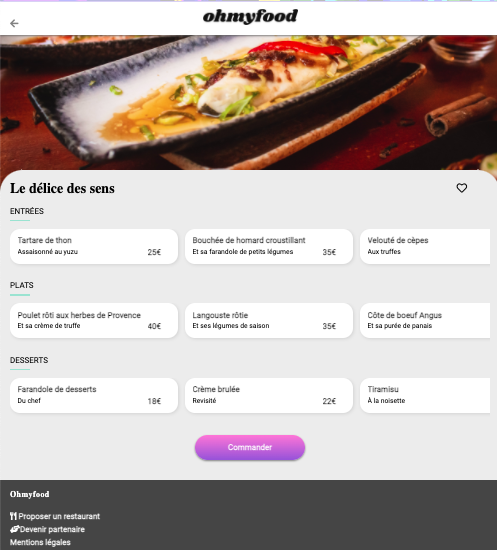 ohmyfood
Le délice des sens
ENTRÉES
Tartare de thon
Assaisonné au yuzu
25€
Bouchée de homard croustillant
Et sa farandole de petits légumes
35€
Velouté de cèpes
Aux truffes
PLATS
Poulet rôti aux herbes de Provence
Et sa crème de truffe
40€
Langouste rôtie
Et ses légumes de saison
35€
Côte de boeuf Angus
Et sa purée de panais
DESSERTS
Farandole de desserts
Du chef
18€
Crème brulée
Revisité
22€
Tiramisu
À la noisette
Commander
Ohmyfood
Proposer un restaurant
Devenir partenaire
Mentions légales